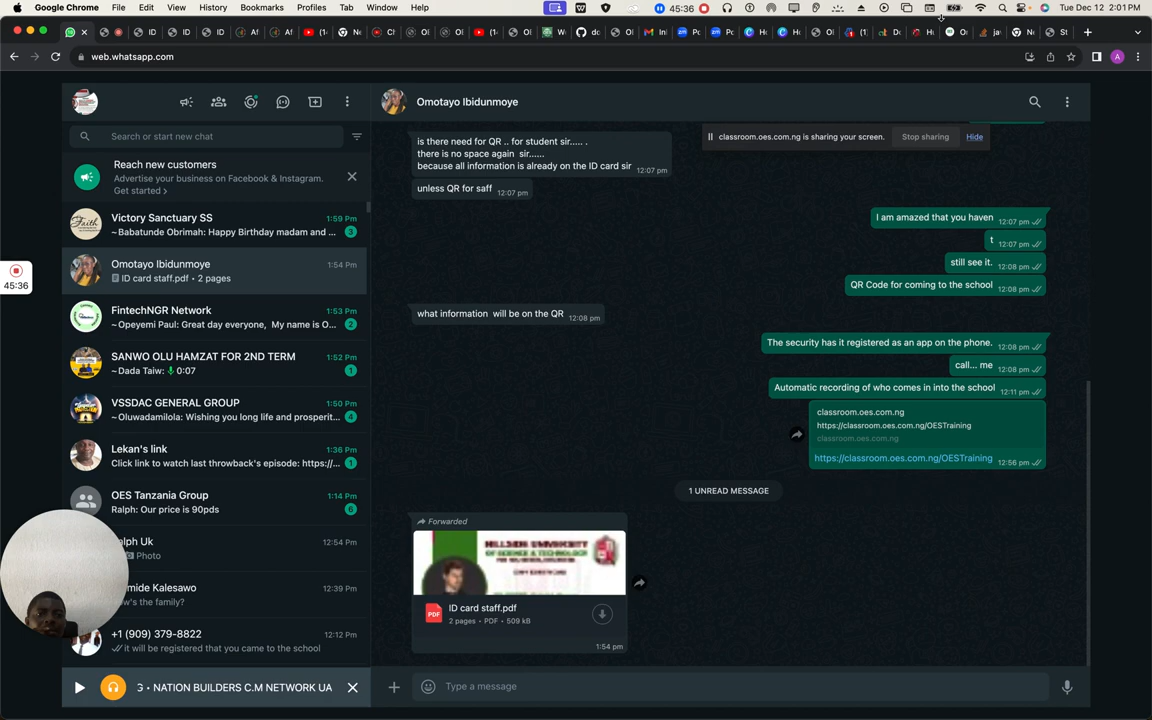 Google Chrome File Edit View History Bookmarks Profiles Tab Window Help
45:36
Tue Dec 12 2:01 PM
web.whatsapp.com
A
Omotayo Ibidunmoye
Search or start new chat
Reach new customers
Advertise your business on Facebook & Instagram.
Get started >
Victory Sanctuary SS 1:59 Pm
~Babatunde Obrimah: Happy Birthday madam and ... 3
Omotayo Ibidunmoye 1:54 Pm
ID card staff.pdf • 2 pages
FintechNGR Network 1:53 Pm
~Opeyemi Paul: Great day everyone, My name is O... 2
SANWO OLU HAMZAT FOR 2ND TERM 1:52 Pm
~Dada Taiw: 0:07 1
VSSDAC GENERAL GROUP 1:50 Pm
~Oluwadamilola: Wishing you long life and prosperit... 4
Lekan's link 1:36 Pm
Click link to watch last throwback's episode: https:/... 1
OES Tanzania Group 1:14 Pm
Ralph: Our price is 90pds 6
alph Uk 12:54 Pm
Photo
mide Kalesawo 12:39 Pm
ow's the family?
+1 (909) 379-8822 12:12 Pm
it will be registered that you came to the school
G • NATION BUILDERS C.M NETWORK UA
45:36
classroom.oes.com.ng is sharing your screen. Stop sharing Hide
is there need for QR .. for student sir..... .
there is no space again sir......
because all information is already on the ID card sir 12:07 pm
unless QR for saff 12:07 pm
I am amazed that you haven 12:07 pm
t 12:07 pm
still see it. 12:08 pm
QR Code for coming to the school 12:08 pm
what information will be on the QR 12:08 pm
The security has it registered as an app on the phone. 12:08 pm
call... me 12:08 pm
Automatic recording of who comes in into the school 12:11 pm
classroom.oes.com.ng
https://classroom.oes.com.ng/OESTraining
classroom.oes.com.ng
https://classroom.oes.com.ng/OESTraining 12:56 pm
1 UNREAD MESSAGE
Forwarded
HILLSIDE UNIVERSITY
OF SCIENCE & TECHNOLOGY
PDF
ID card staff.pdf
2 pages • PDF • 509 kB
1:54 pm
Type a message